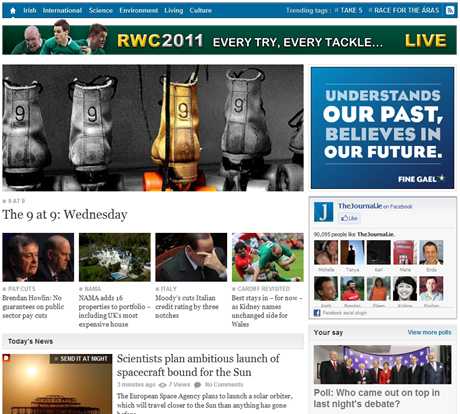 Irish International Science Environment Living Culture Trending tags : # TAKE 5 # RACE FOR THE ÁRAS
RWC2011 EVERY TRY, EVERY TACKLE... LIVE
9 9
# 9 AT 9
The 9 at 9: Wednesday
# PAY CUTS
Brendan Howlin: No
guarantees on public
sector pay cuts
# NAMA
NAMA adds 16
properties to portfolio –
including UK's most
expensive house
# ITALY
Moody's cuts Italian
credit rating by three
notches
# CARDIFF REVISITED
Best stays in – for now –
as Kidney names
unchanged side for
Wales
Today's News
# SEND IT AT NIGHT
Scientists plan ambitious launch of
spacecraft bound for the Sun
3 minutes ago 7 Views No Comments
The European Space Agency plans to launch a solar orbiter,
which will travel closer to the Sun than anything has gone
UNDERSTANDS
OUR PAST,
BELIEVES IN
OUR FUTURE.
FINE GAEL
J
TheJournal.ie on Facebook
Like
90,095 people like TheJournal.ie.
Michelle Tanya Karl Marie Enda
Keith Brendan Eileen Kristina
Facebook social plugin
Your say View more polls
Poll: Who came out on top in
last night's debate?